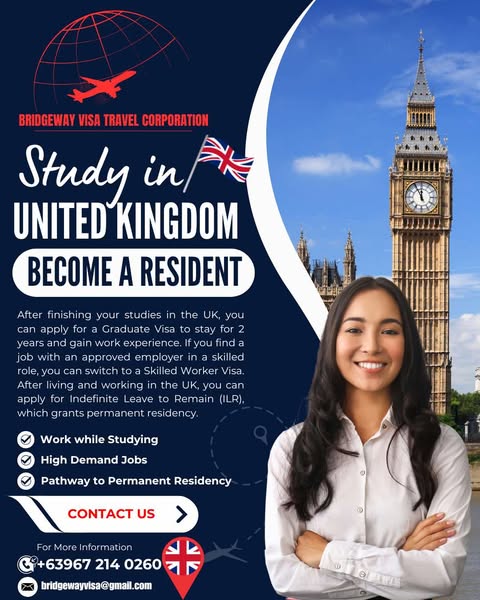 BRIDGEWAY VISA TRAVEL CORPORATION
Study in
UNITED KINGDOM
BECOME A RESIDENT
After finishing your studies in the UK, you
can apply for a Graduate Visa to stay for 2
years and gain work experience. If you find a
job with an approved employer in a skilled
role, you can switch to a Skilled Worker Visa.
After living and working in the UK, you can
apply for Indefinite Leave to Remain (ILR),
which grants permanent residency.
Work while Studying
High Demand Jobs
Pathway to Permanent Residency
CONTACT US
For More Information
+63967 214 0260
bridgewayvisa@gmail.com